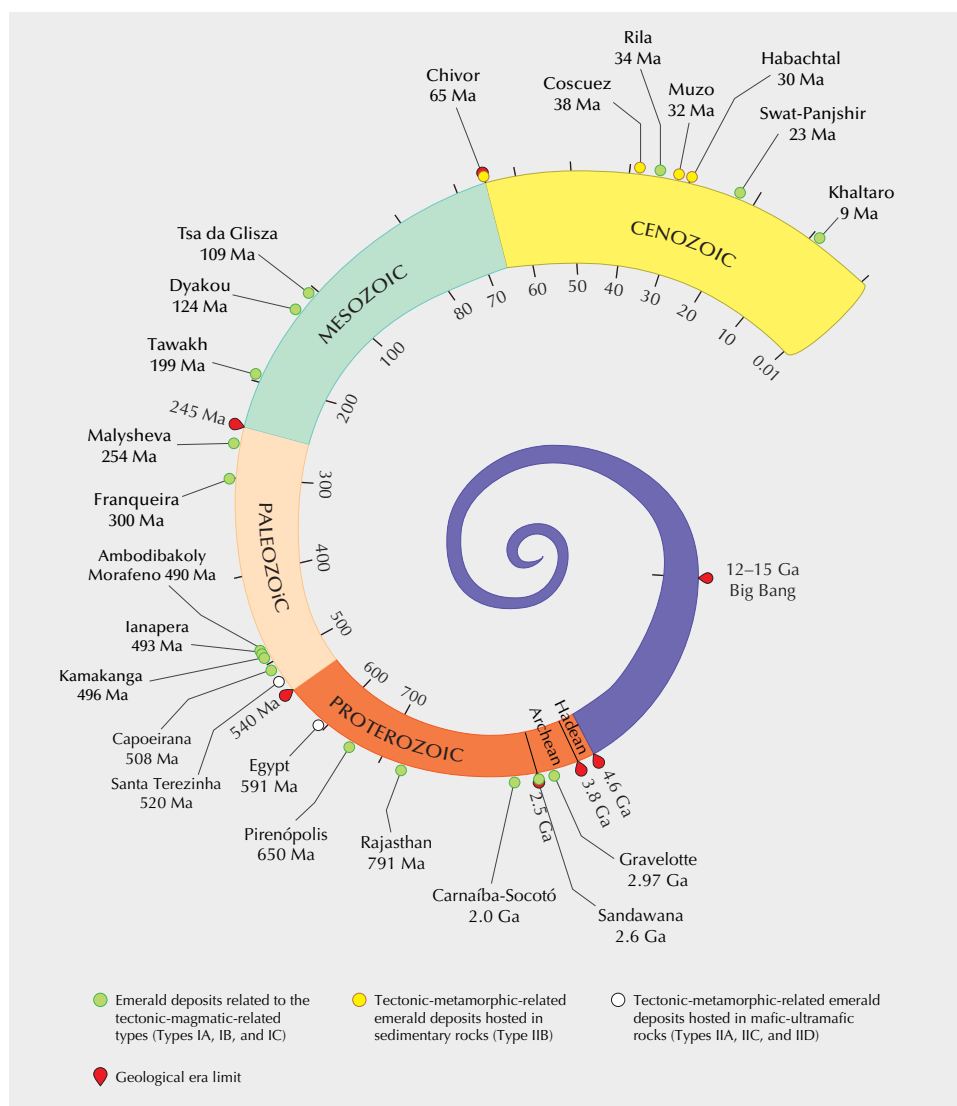 Rila
34 Ma
Chivor
65 Ma
Coscuez
38 Ma
Muzo
32 Ma
Habachtal
30 Ma
Swat-Panjshir
23 Ma
Khaltaro
9 Ma
CENOZOIC
Tsa da Glisza
109 Ma
Dyakou
124 Ma
MESOZOIC
80
70
60
50
40
30
20
10
0.01
Tawakh
199 Ma
100
200
245 Ma
Malysheva
254 Ma
Franqueira
300 Ma
300
PALEOZOiC
400
Ambodibakoly
Morafeno 490 Ma
12–15 Ga
Big Bang
Ianapera
493 Ma
500
Kamakanga
496 Ma
600
700
540 Ma
PROTEROZOIC
Archean
Hadean
Capoeirana
508 Ma
Santa Terezinha
520 Ma
Egypt
591 Ma
2.5 Ga
3.8 Ga
4.6 Ga
Pirenópolis
650 Ma
Rajasthan
791 Ma
Gravelotte
2.97 Ga
Carnaíba-Socotó
2.0 Ga
Sandawana
2.6 Ga
Emerald deposits related to the
tectonic-magmatic-related
types (Types IA, IB, and IC)
Tectonic-metamorphic-related
emerald deposits hosted in
sedimentary rocks (Type IIB)
Tectonic-metamorphic-related emerald
deposits hosted in mafic-ultramafic
rocks (Types IIA, IIC, and IID)
Geological era limit